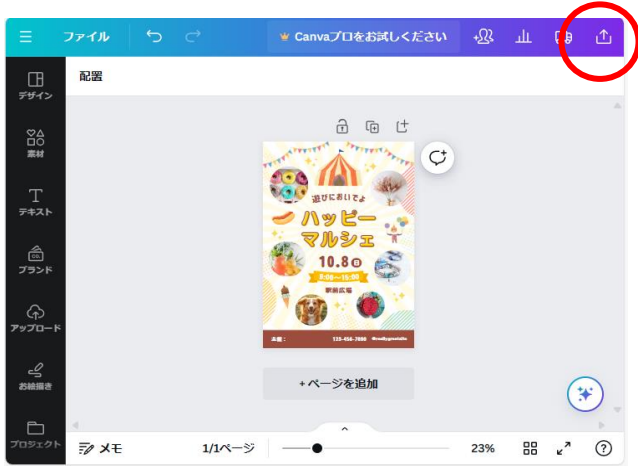 ファイル
Canvaプロをお試しください
配置
デザイン
素材
T
テキスト
CO.
ブランド
アップロード
お絵描き
プロジェクト
遊びにおいでよ
ハッピー
マルシェ
10.8 日
9:00~15:00
駅前広場
主催:
123-456-7890
+ ページを追加
メモ
1/1ページ
23%
?